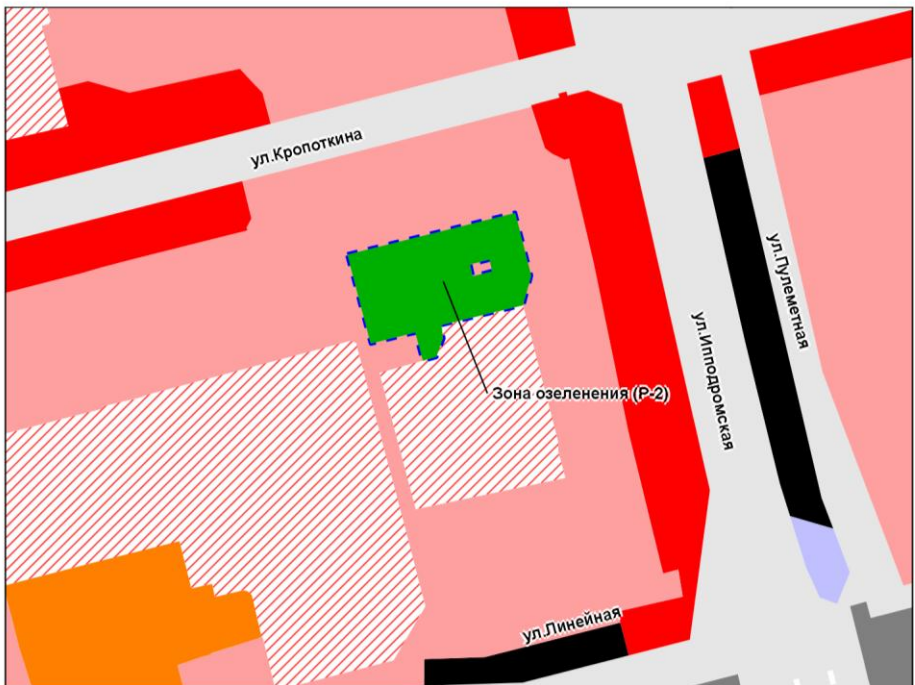 ул.Кропоткина
ул.Пулеметная
ул.Ипподромская
Зона озеленения (Р-2)
ул.Линейная